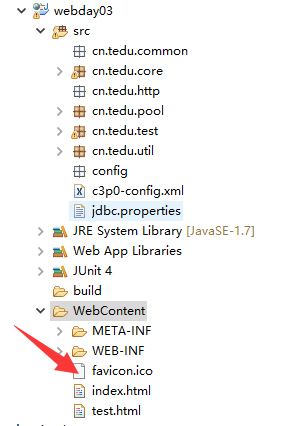 webday03
src
cn.tedu.common
cn.tedu.core
cn.tedu.http
cn.tedu.pool
cn.tedu.test
cn.tedu.util
config
c3p0-config.xml
jdbc.properties
JRE System Library [JavaSE-1.7]
Web App Libraries
JUnit 4
build
WebContent
META-INF
WEB-INF
favicon.ico
index.html
test.html